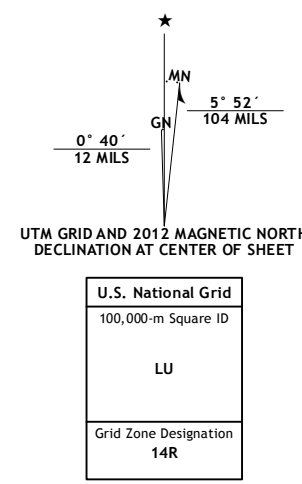 ★
MN
GN
5° 52´
104 MILS
0° 40´
12 MILS
UTM GRID AND 2012 MAGNETIC NORTH
DECLINATION AT CENTER OF SHEET
U.S. National Grid
100,000-m Square ID
LU
Grid Zone Designation
14R